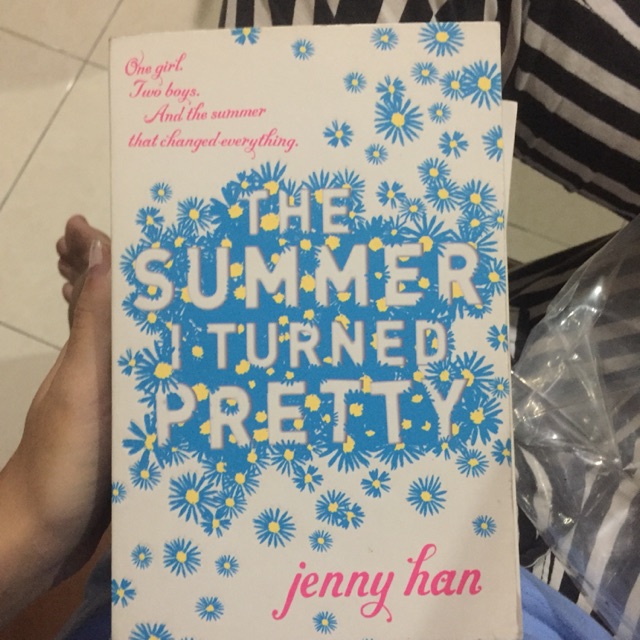 One girl.
Two boys.
And the summer
that changed everything.
THE
SUMMER
I TURNED
PRETTY
jenny han